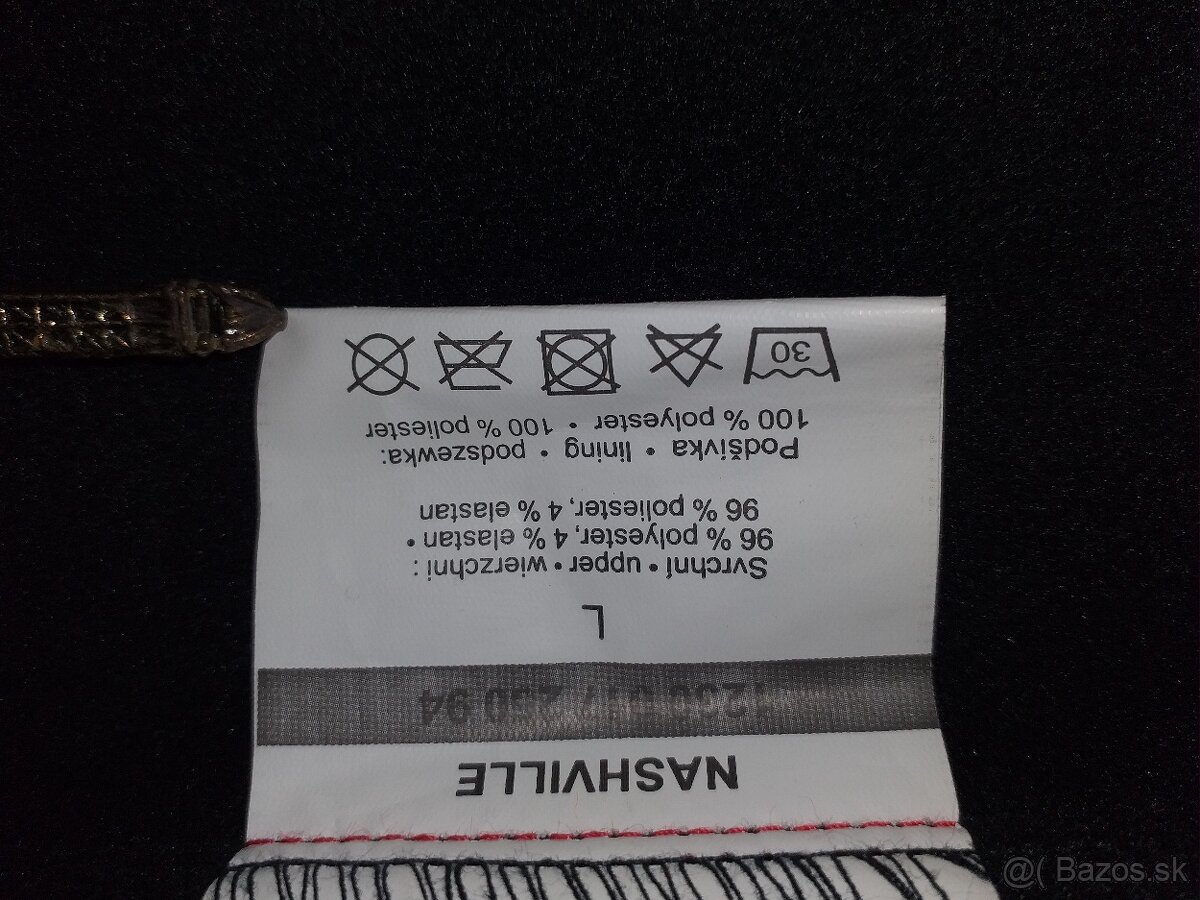 NASHVILLE
94
L
Svrchní • upper • wierzchni :
96 % polyester, 4 % elastan •
96 % poliester, 4 % elastan
Podšívka • lining • podszewka:
100 % polyester • 100 % poliester
30
@( Bazos.sk